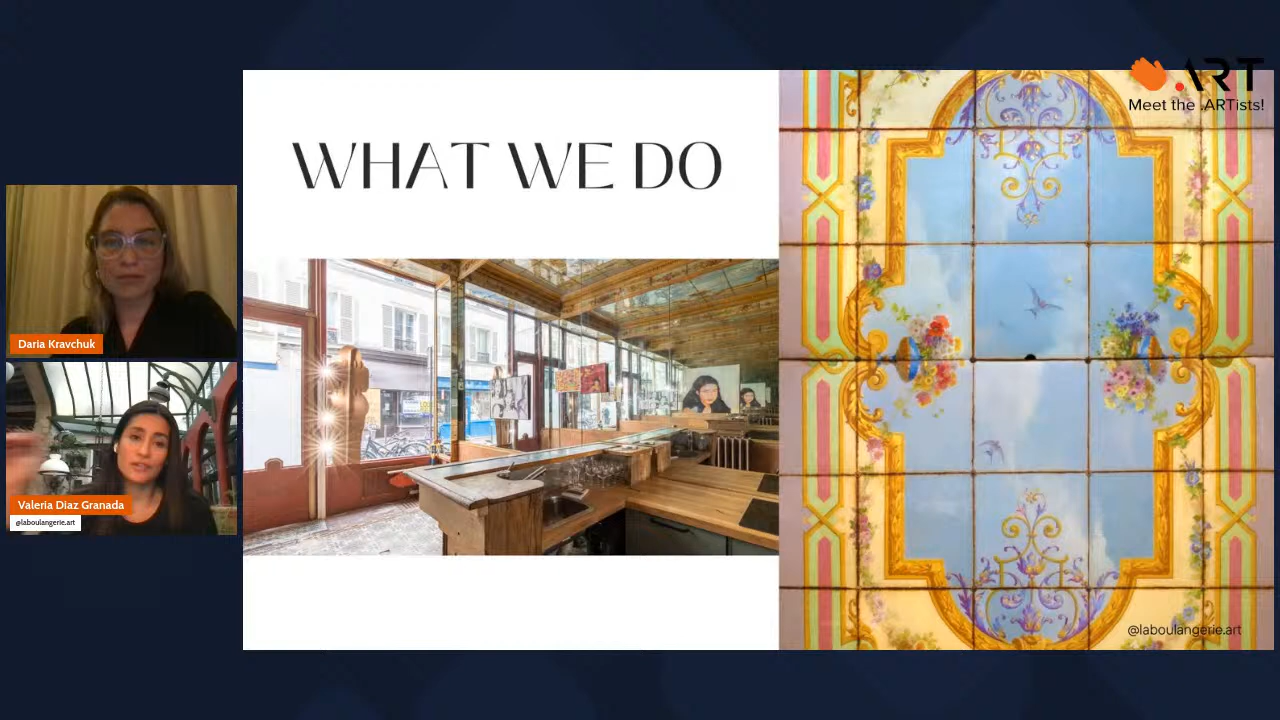 .ART
Meet the .ARTists!
WHAT WE DO
Daria Kravchuk
Valeria Diaz Granada
@laboulangerie.art
@laboulangerie.art